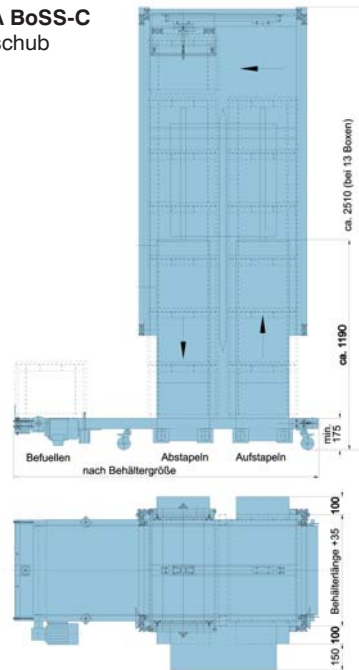 A BoSS-C
schub
ca. 2510 (bei 13 Boxen)
ca. 1190
min.
175
Befuellen
Abstapeln
Aufstapeln
nach Behältergröße
100
Behälterlänge +35
150 100